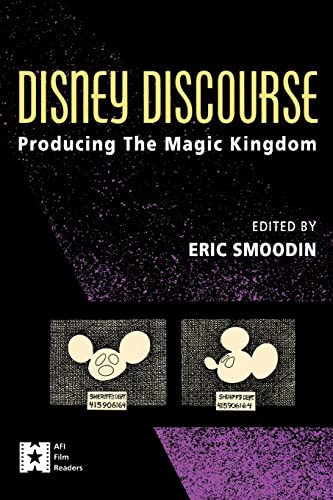 DISNEY DISCOURSE
Producing The Magic Kingdom
EDITED BY
ERIC SMOODIN
SHERIFF'S DEPT.
415906164
SHERIFF'S DEPT.
415906164
AFI
Film
Readers